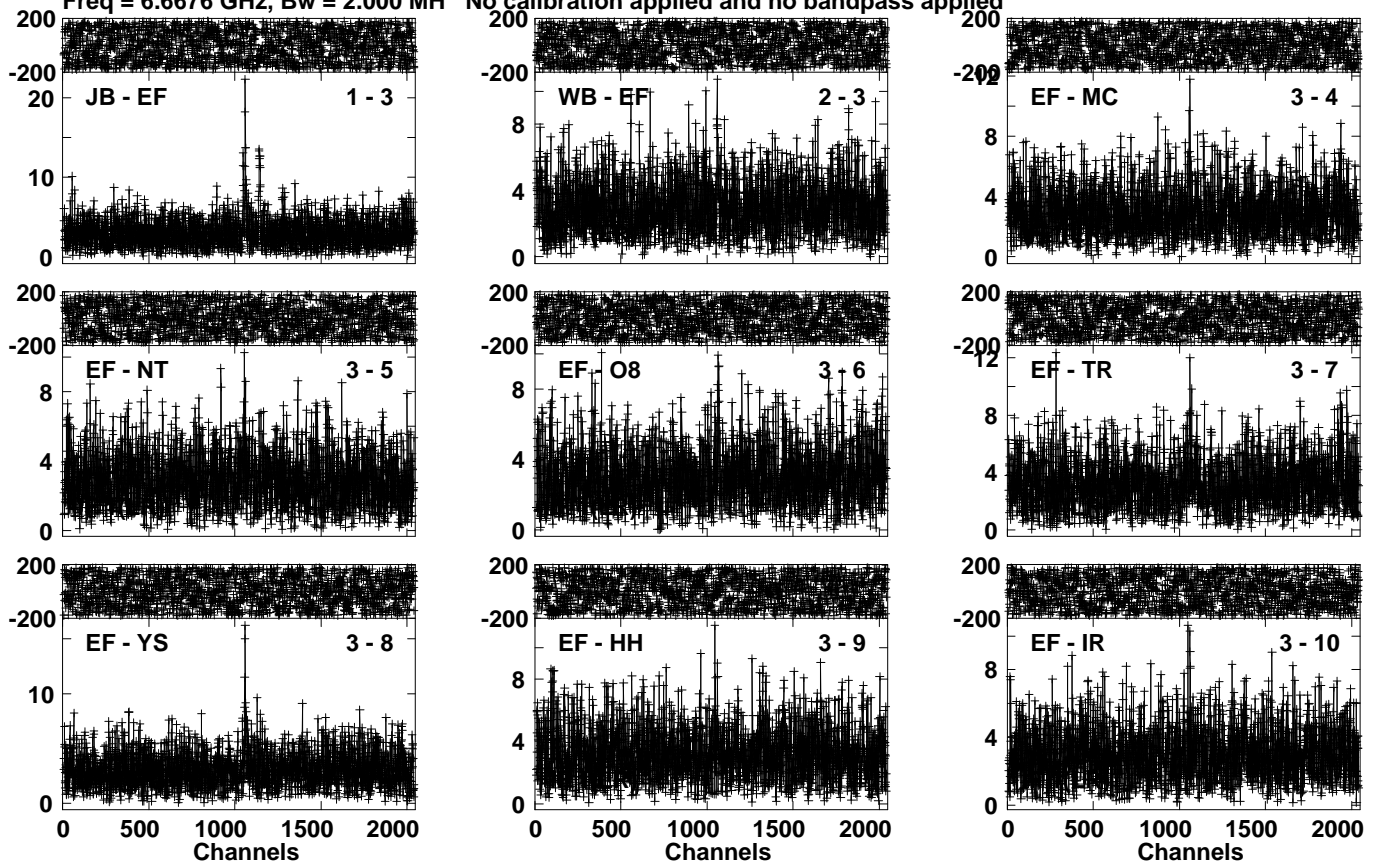 Freq = 6.6676 GHz, Bw = 2.000 MH No calibration applied and no bandpass applied
200 200 200
-200 -200 -200
JB - EF 1 - 3 WB - EF 2 - 3 EF - MC 3 - 4
20 12
8 8
10
4 4
0 0 0
200 200 200
-200 -200 -200
EF - NT 3 - 5 EF - O8 3 - 6 EF - TR 3 - 7
12
8 8 8
4 4 4
0 0 0
200 200 200
-200 -200 -200
EF - YS 3 - 8 EF - HH 3 - 9 EF - IR 3 - 10
10 8 8
4 4
0 0 0
0 500 1000 1500 2000 0 500 1000 1500 2000 0 500 1000 1500 2000
Channels Channels Channels